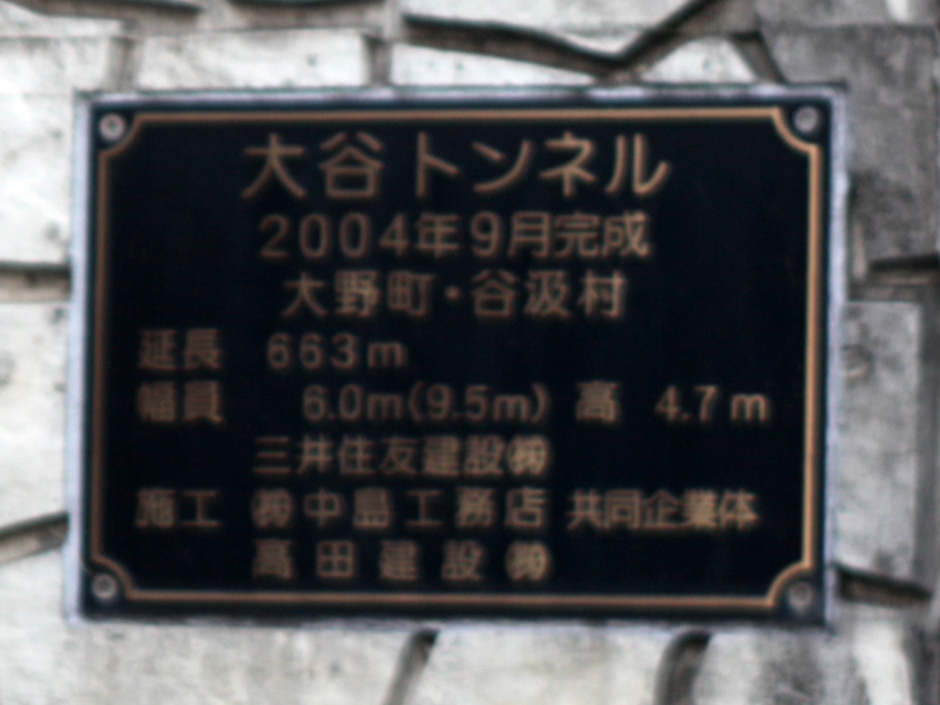 大谷トンネル
2004年9月完成
大野町・谷汲村
延長 663m
幅員 6.0m(9.5m) 高 4.7m
三井住友建設㈱
施工 ㈱中島工務店 共同企業体
髙田建設㈱